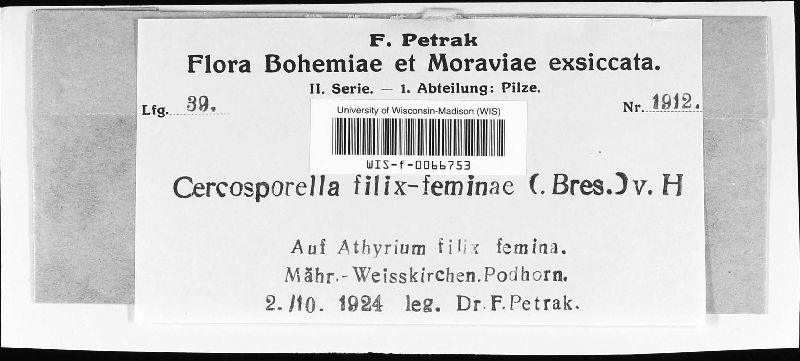 F. Petrak
Flora Bohemiae et Moraviae exsiccata.
II. Serie. — 1. Abteilung: Pilze.
Lfg. 39.
Nr. 1912.
University of Wisconsin-Madison (WIS)
WIS-f-0066753
Cercosporella filix-feminae (.Bres.) v. H
Auf Athyrium filix femina.
Mähr.-Weisskirchen.Podhorn.
2./10. 1924 leg. Dr.F.Petrak.